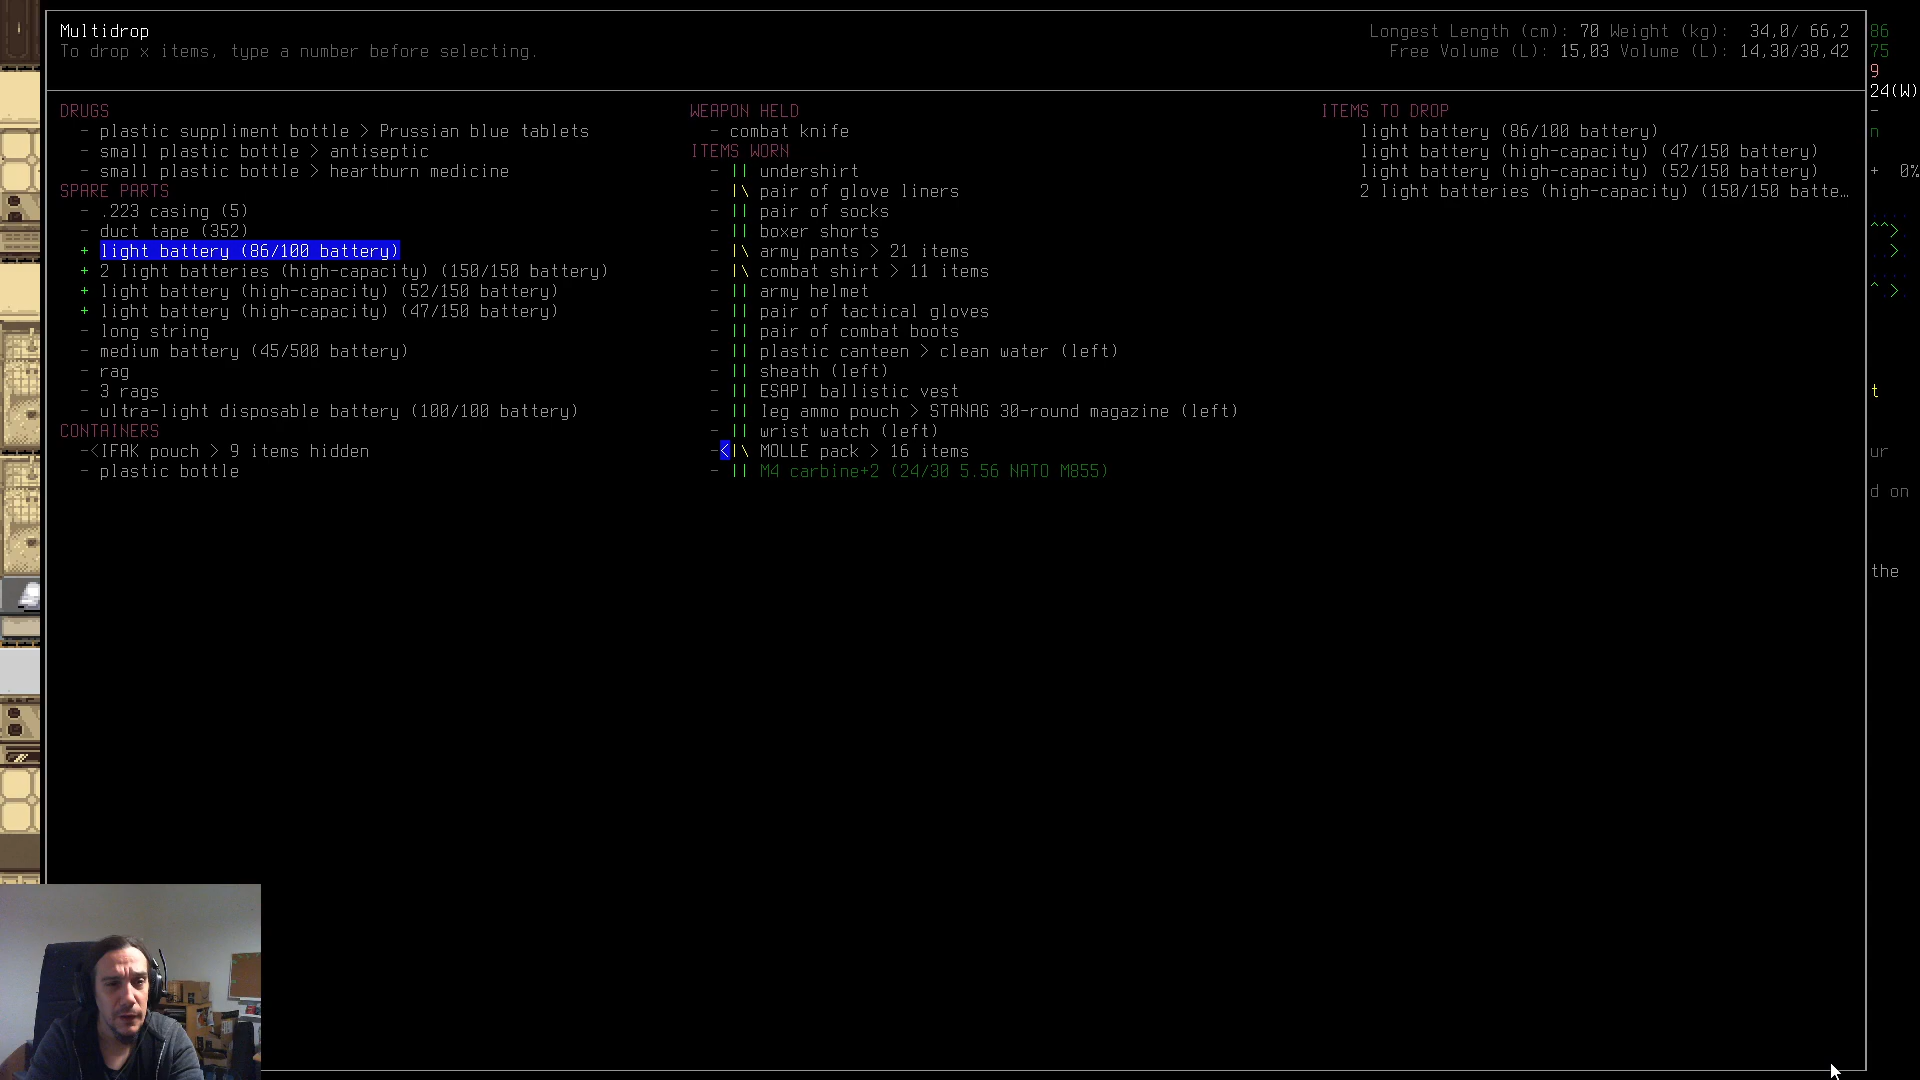 Multidrop
To drop x items, type a number before selecting.
Longest Length (cm): 70 Weight (kg): 34,0/ 66,2
Free Volume (L): 15,03 Volume (L): 14,30/38,42
DRUGS
- plastic suppliment bottle > Prussian blue tablets
- small plastic bottle > antiseptic
- small plastic bottle > heartburn medicine
SPARE PARTS
- .223 casing (5)
- duct tape (352)
+ light battery (86/100 battery)
+ 2 light batteries (high-capacity) (150/150 battery)
+ light battery (high-capacity) (52/150 battery)
+ light battery (high-capacity) (47/150 battery)
- long string
- medium battery (45/500 battery)
- rag
- 3 rags
- ultra-light disposable battery (100/100 battery)
CONTAINERS
-<IFAK pouch > 9 items hidden
- plastic bottle
WEAPON HELD
- combat knife
ITEMS WORN
- || undershirt
- |\ pair of glove liners
- || pair of socks
- || boxer shorts
- |\ army pants > 21 items
- |\ combat shirt > 11 items
- || army helmet
- || pair of tactical gloves
- || pair of combat boots
- || plastic canteen > clean water (left)
- || sheath (left)
- || ESAPI ballistic vest
- || leg ammo pouch > STANAG 30-round magazine (left)
- || wrist watch (left)
-<|\ MOLLE pack > 16 items
- || M4 carbine+2 (24/30 5.56 NATO M855)
ITEMS TO DROP
light battery (86/100 battery)
light battery (high-capacity) (47/150 battery)
light battery (high-capacity) (52/150 battery)
2 light batteries (high-capacity) (150/150 batte…
86
75
9
24(W)
-
n
+ 0%
^^>
>
^ >
t
ur
d on
the